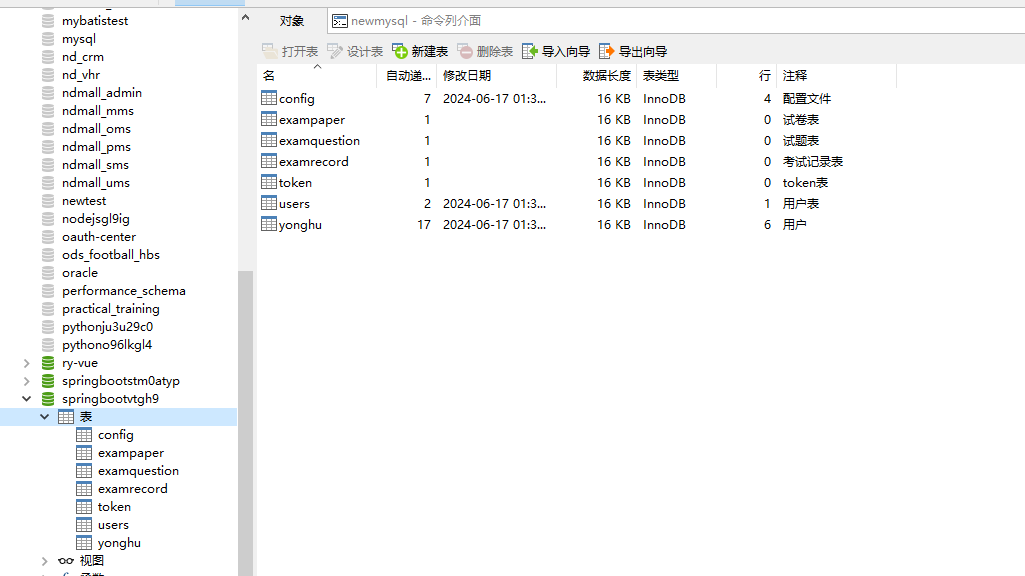 mybatistest
mysql
nd_crm
nd_vhr
ndmall_admin
ndmall_mms
ndmall_oms
ndmall_pms
ndmall_sms
ndmall_ums
newtest
nodejsgl9ig
oauth-center
ods_football_hbs
oracle
performance_schema
practical_training
pythonju3u29c0
pythono96lkgl4
ry-vue
springbootstm0atyp
springbootvtgh9
表
config
exampaper
examquestion
examrecord
token
users
yonghu
视图
对象 newmysql - 命令列介面
打开表 设计表 新建表 删除表 导入向导 导出向导
名 自动递... 修改日期 数据长度 表类型 行 注释
config 7 2024-06-17 01:3... 16 KB InnoDB 4 配置文件
exampaper 1 16 KB InnoDB 0 试卷表
examquestion 1 16 KB InnoDB 0 试题表
examrecord 1 16 KB InnoDB 0 考试记录表
token 1 16 KB InnoDB 0 token表
users 2 2024-06-17 01:3... 16 KB InnoDB 1 用户表
yonghu 17 2024-06-17 01:3... 16 KB InnoDB 6 用户